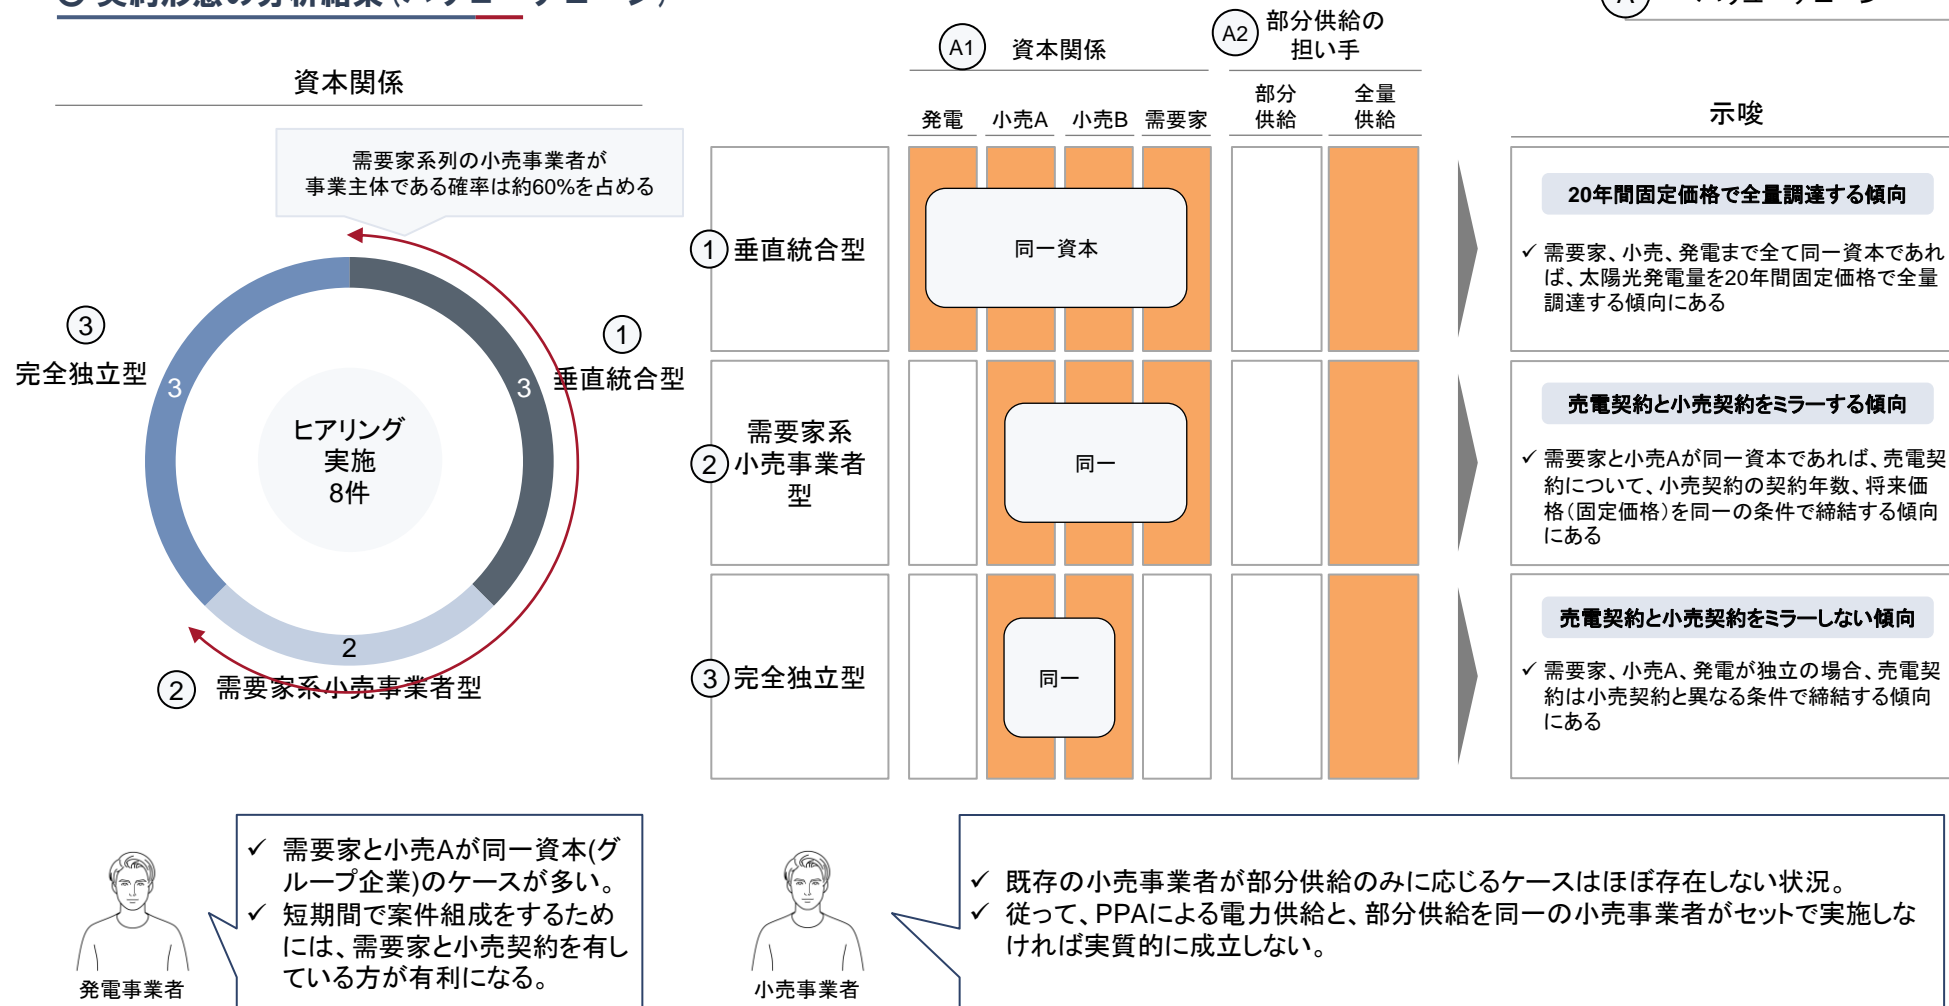 資本関係
需要家系列の小売事業者が
事業主体である確率は約60%を占める
③
完全独立型
3
3
①
垂直統合型
ヒアリング
実施
8件
2
② 需要家系小売事業者型
A1 資本関係
A2 部分供給の
担い手
発電 小売A 小売B 需要家
部分
供給
全量
供給
示唆
① 垂直統合型
同一資本
20年間固定価格で全量調達する傾向
✓ 需要家、小売、発電まで全て同一資本であれ
ば、太陽光発電量を20年間固定価格で全量
調達する傾向にある
需要家系
② 小売事業者
型
同一
売電契約と小売契約をミラーする傾向
✓ 需要家と小売Aが同一資本であれば、売電契
約について、小売契約の契約年数、将来価
格(固定価格)を同一の条件で締結する傾向
にある
③ 完全独立型
同一
売電契約と小売契約をミラーしない傾向
✓ 需要家、小売A、発電が独立の場合、売電契
約は小売契約と異なる条件で締結する傾向
にある
発電事業者
✓ 需要家と小売Aが同一資本(グ
ループ企業)のケースが多い。
✓ 短期間で案件組成をするため
には、需要家と小売契約を有し
ている方が有利になる。
小売事業者
✓ 既存の小売事業者が部分供給のみに応じるケースはほぼ存在しない状況。
✓ 従って、PPAによる電力供給と、部分供給を同一の小売事業者がセットで実施しな
ければ実質的に成立しない。